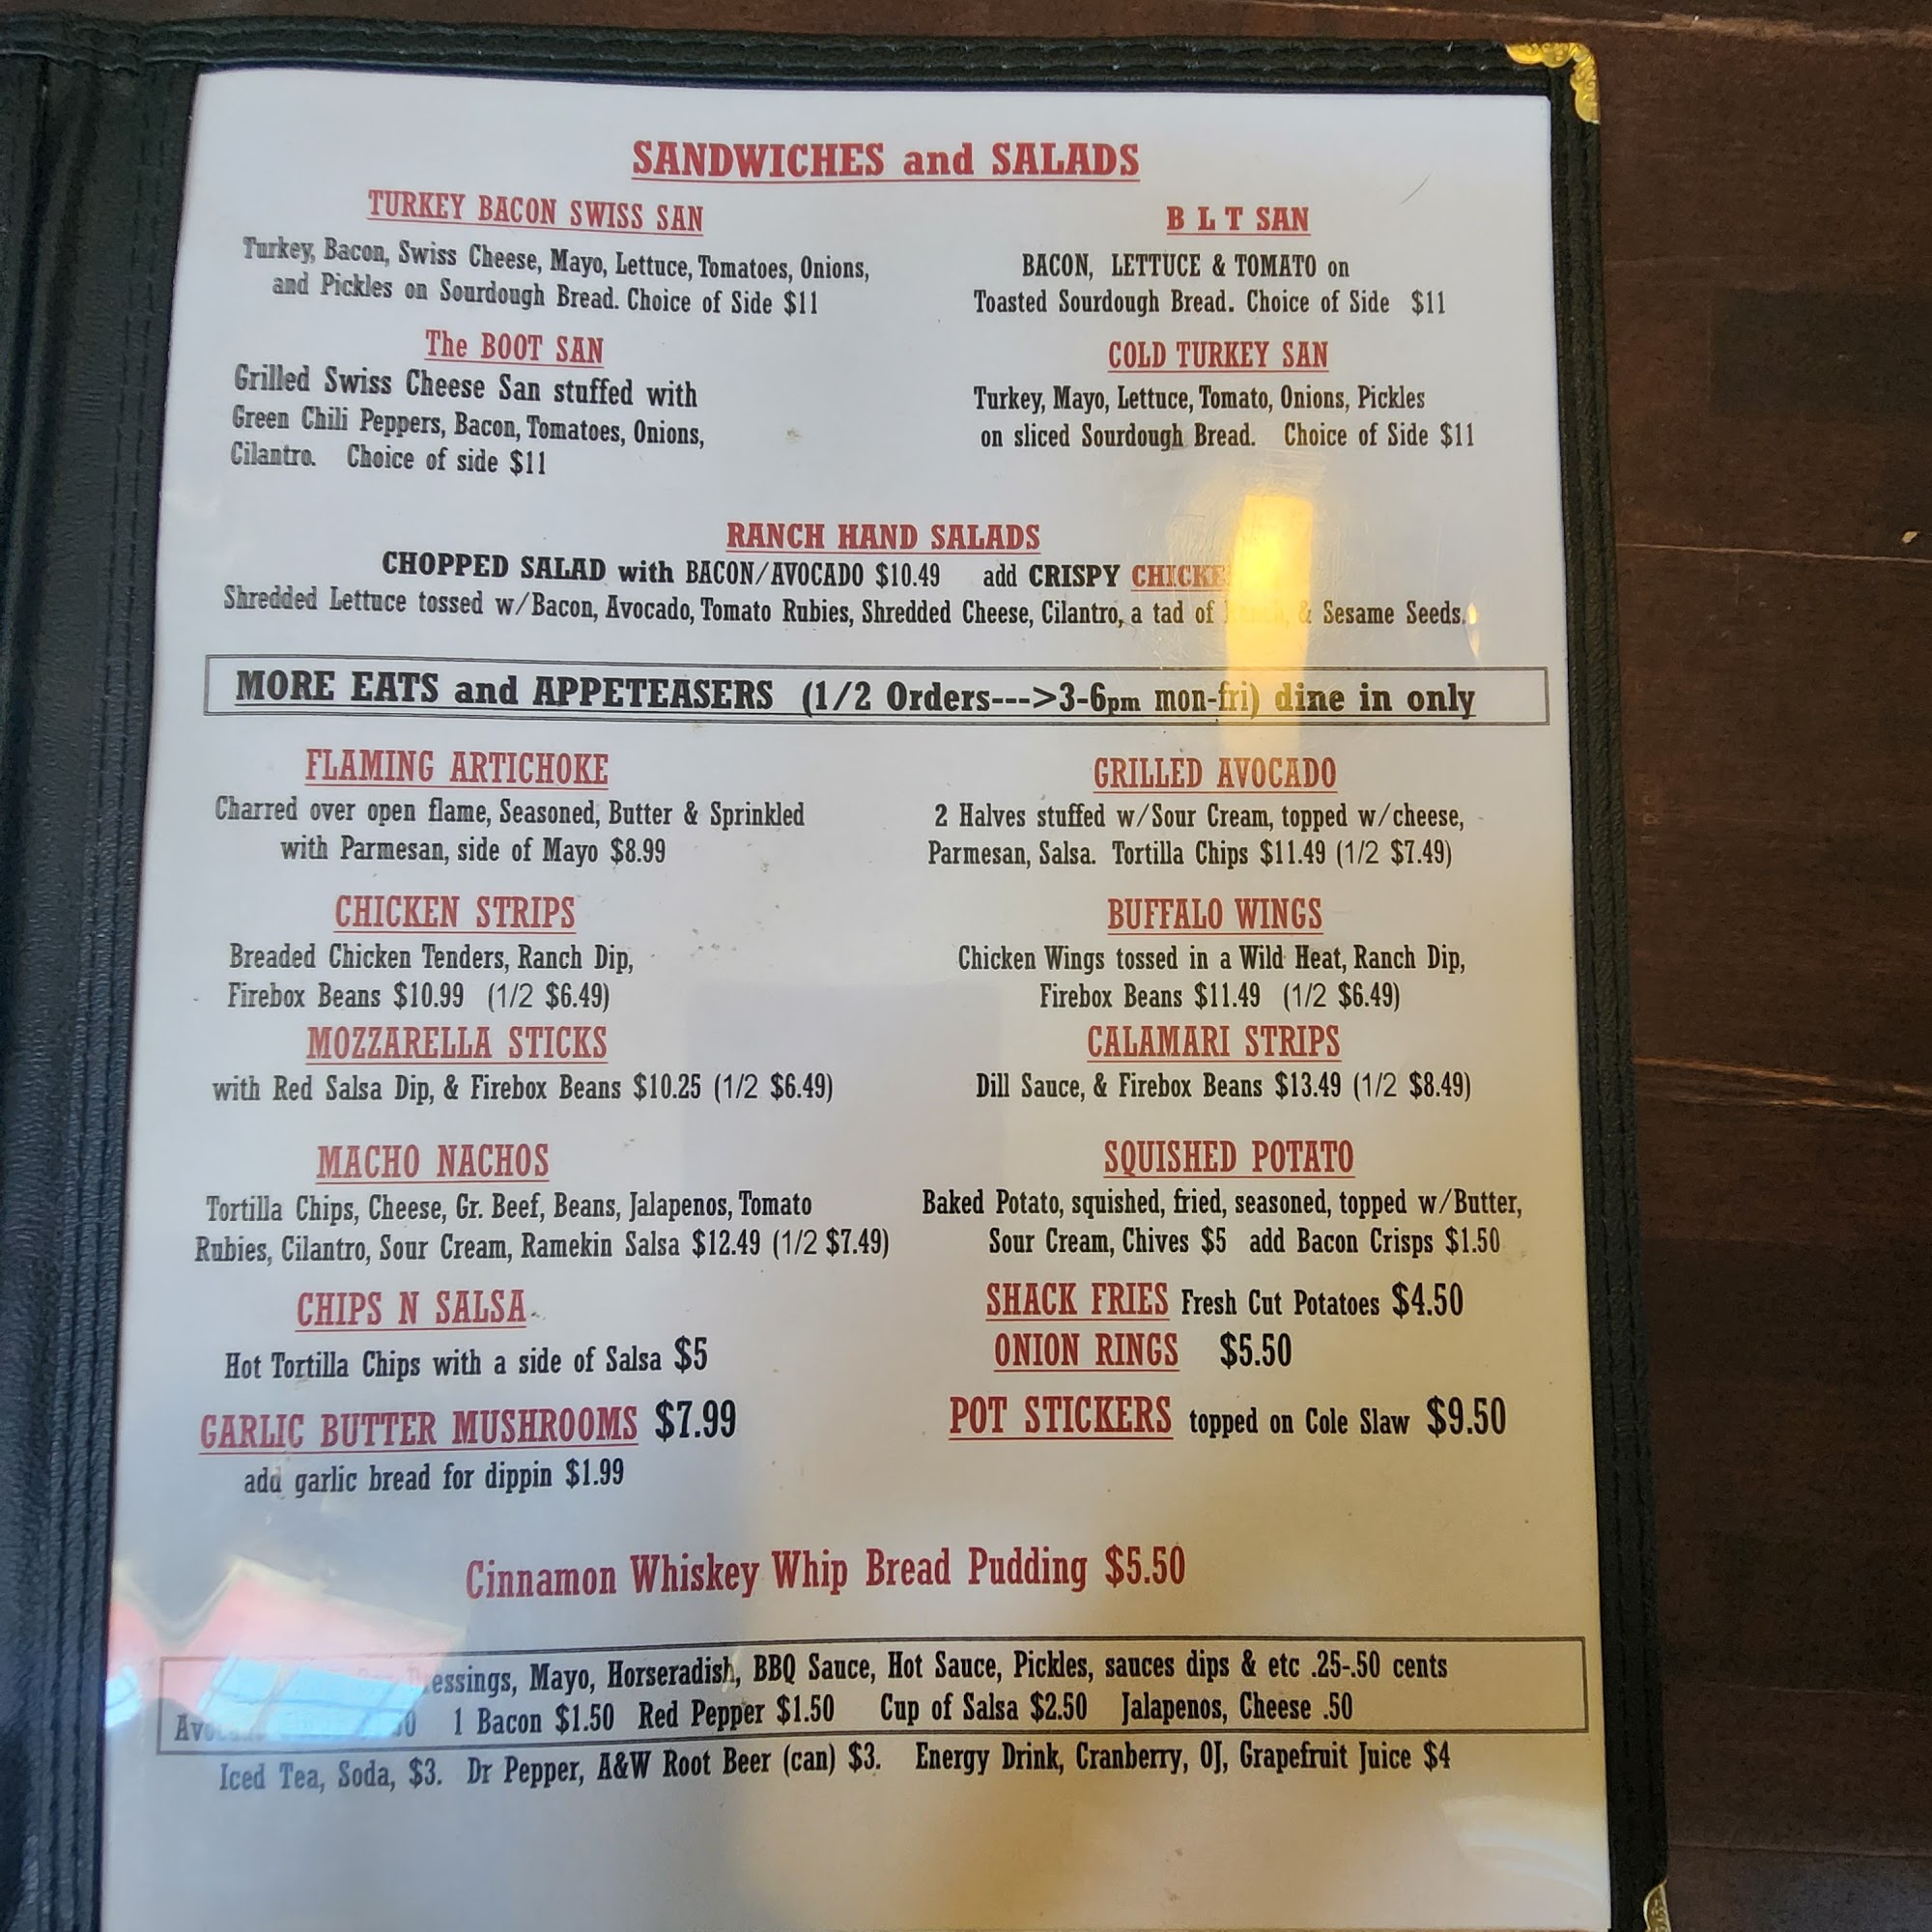 SANDWICHES and SALADS
TURKEY BACON SWISS SAN
Turkey, Bacon, Swiss Cheese, Mayo, Lettuce, Tomatoes, Onions,
and Pickles on Sourdough Bread. Choice of Side $11
B L T SAN
BACON, LETTUCE & TOMATO on
Toasted Sourdough Bread. Choice of Side $11
The BOOT SAN
Grilled Swiss Cheese San stuffed with
Green Chili Peppers, Bacon, Tomatoes, Onions,
Cilantro. Choice of side $11
COLD TURKEY SAN
Turkey, Mayo, Lettuce, Tomato, Onions, Pickles
on sliced Sourdough Bread. Choice of Side $11
RANCH HAND SALADS
CHOPPED SALAD with BACON/AVOCADO $10.49 add CRISPY
Shredded Lettuce tossed w/Bacon, Avocado, Tomato Rubies, Shredded Cheese, Cilantro, a tad of & Sesame Seeds.
MORE EATS and APPETEASERS (1/2 Orders--->3-6pm mon-fri) dine in only
FLAMING ARTICHOKE
Charred over open flame, Seasoned, Butter & Sprinkled
with Parmesan, side of Mayo $8.99
GRILLED AVOCADO
2 Halves stuffed w/Sour Cream, topped w/cheese,
Parmesan, Salsa. Tortilla Chips $11.49 (1/2 $7.49)
CHICKEN STRIPS
Breaded Chicken Tenders, Ranch Dip,
Firebox Beans $10.99 (1/2 $6.49)
BUFFALO WINGS
Chicken Wings tossed in a Wild Heat, Ranch Dip,
Firebox Beans $11.49 (1/2 $6.49)
MOZZARELLA STICKS
with Red Salsa Dip, & Firebox Beans $10.25 (1/2 $6.49)
CALAMARI STRIPS
Dill Sauce, & Firebox Beans $13.49 (1/2 $8.49)
MACHO NACHOS
Tortilla Chips, Cheese, Gr. Beef, Beans, Jalapenos, Tomato
Rubies, Cilantro, Sour Cream, Ramekin Salsa $12.49 (1/2 $7.49)
SQUISHED POTATO
Baked Potato, squished, fried, seasoned, topped w/Butter,
Sour Cream, Chives $5 add Bacon Crisps $1.50
CHIPS N SALSA
Hot Tortilla Chips with a side of Salsa $5
SHACK FRIES Fresh Cut Potatoes $4.50
ONION RINGS $5.50
GARLIC BUTTER MUSHROOMS $7.99
add garlic bread for dippin $1.99
POT STICKERS topped on Cole Slaw $9.50
Cinnamon Whiskey Whip Bread Pudding $5.50
Dressings, Mayo, Horseradish, BBQ Sauce, Hot Sauce, Pickles, sauces dips & etc .25-.50 cents
1 Bacon $1.50 Red Pepper $1.50 Cup of Salsa $2.50 Jalapenos, Cheese .50
Iced Tea, Soda, $3. Dr Pepper, A&W Root Beer (can) $3. Energy Drink, Cranberry, OJ, Grapefruit Juice $4